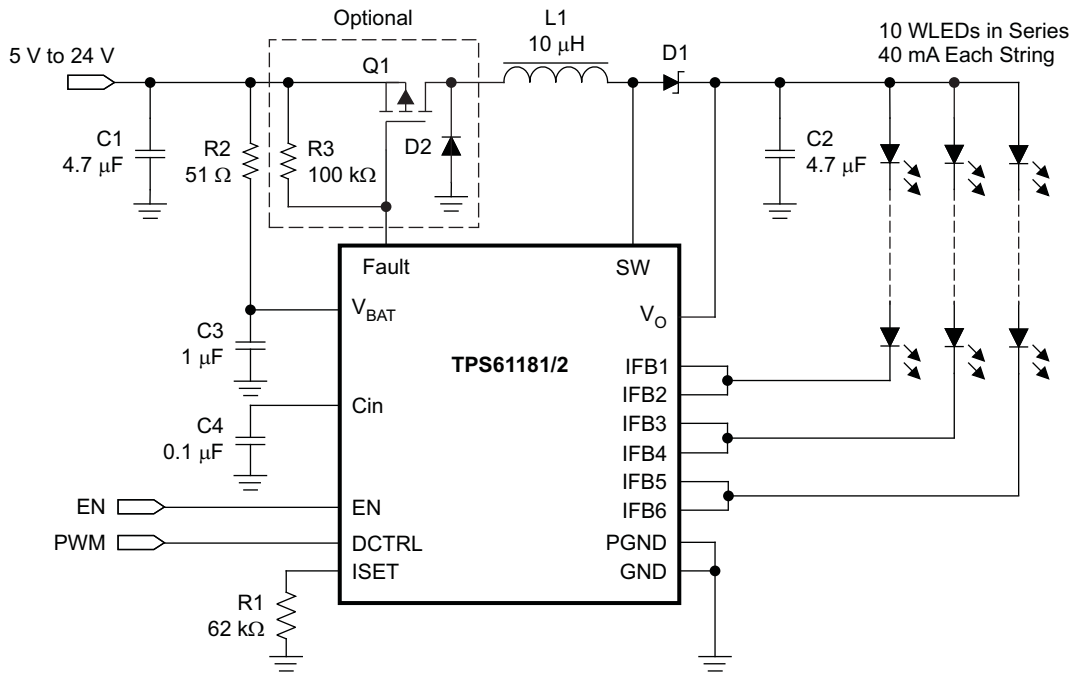 Optional
L1
10 μH
10 WLEDs in Series
40 mA Each String
5 V to 24 V
Q1
D1
C1
4.7 μF
R2
51 Ω
R3
100 kΩ
D2
C2
4.7 μF
Fault
SW
VBAT
VO
C3
1 μF
TPS61181/2
IFB1
IFB2
Cin
C4
0.1 μF
IFB3
IFB4
IFB5
IFB6
EN
EN
PWM
DCTRL
PGND
ISET
GND
R1
62 kΩ